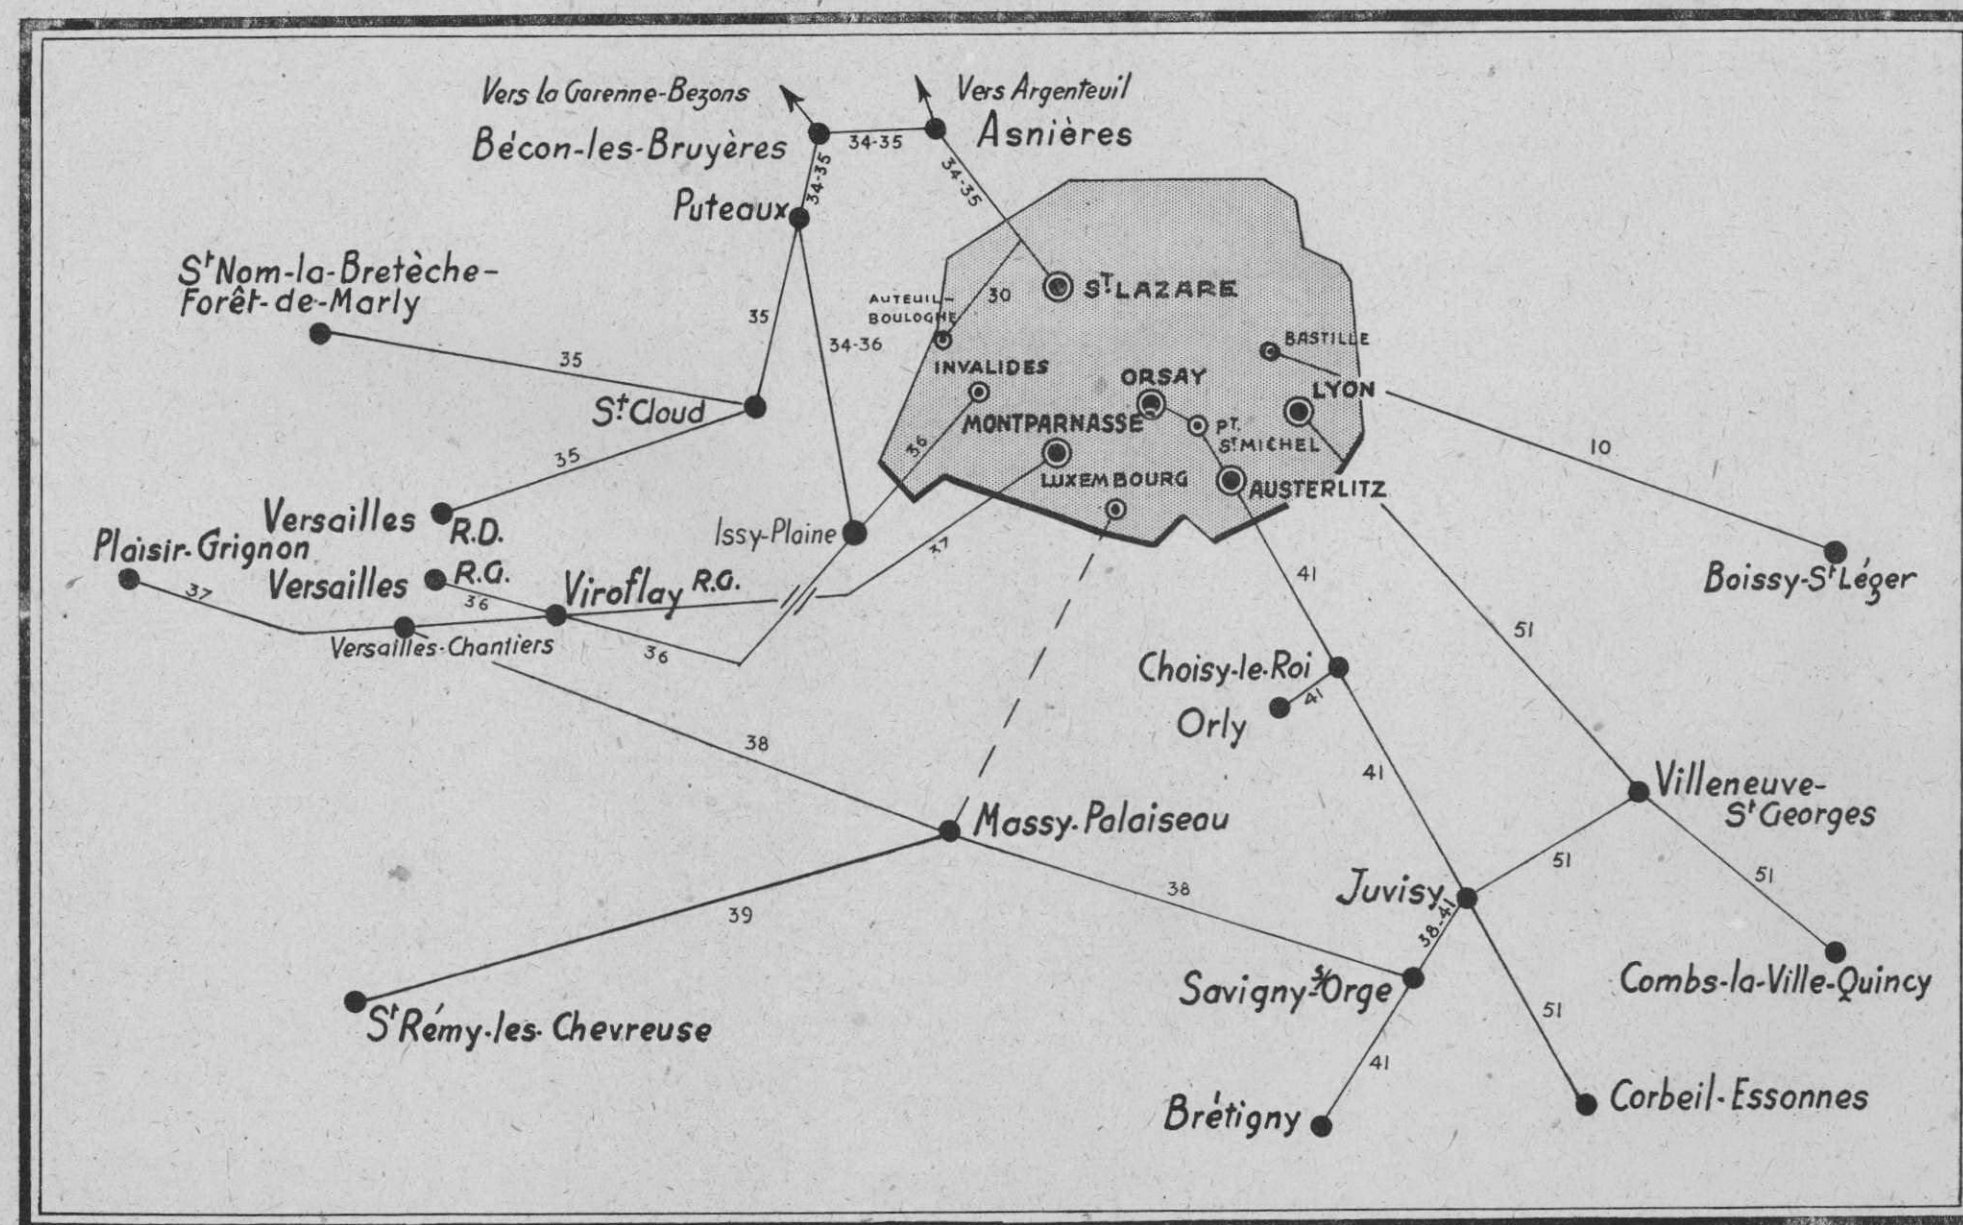 Vers la Garenne-Bezons
Vers Argenteuil
Bécon-les-Bruyères
34-35
Asnières
34-35
34-35
Puteaux
St Nom-la-Bretèche-
Forêt-de-Marly
AUTEUIL-
BOULOGNE
30
ST LAZARE
35
34-36
35
BASTILLE
INVALIDES
ORSAY
LYON
St Cloud
MONTPARNASSE
PT.
ST MICHEL
36
10
35
LUXEMBOURG
AUSTERLITZ
Versailles
R.D.
Issy-Plaine
37
Plaisir-Grignon
Versailles R.G.
Viroflay R.G.
41
Boissy-St Léger
37
36
Versailles-Chantiers
36
51
Choisy-le-Roi
41
Orly
38
41
Villeneuve-
St Georges
Massy-Palaiseau
51
51
38
Juvisy
39
38-41
Savigny-s/Orge
Combs-la-Ville-Quincy
St Rémy-les-Chevreuse
51
41
Brétigny
Corbeil-Essonnes